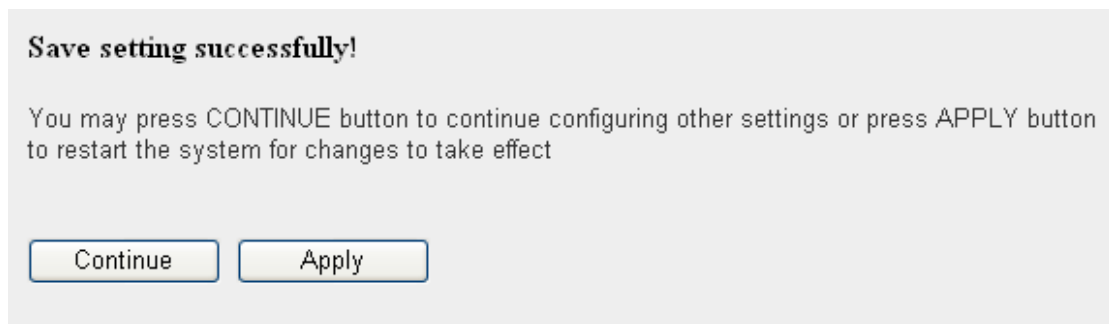 Save setting successfully!
You may press CONTINUE button to continue configuring other settings or press APPLY button
to restart the system for changes to take effect
Continue Apply